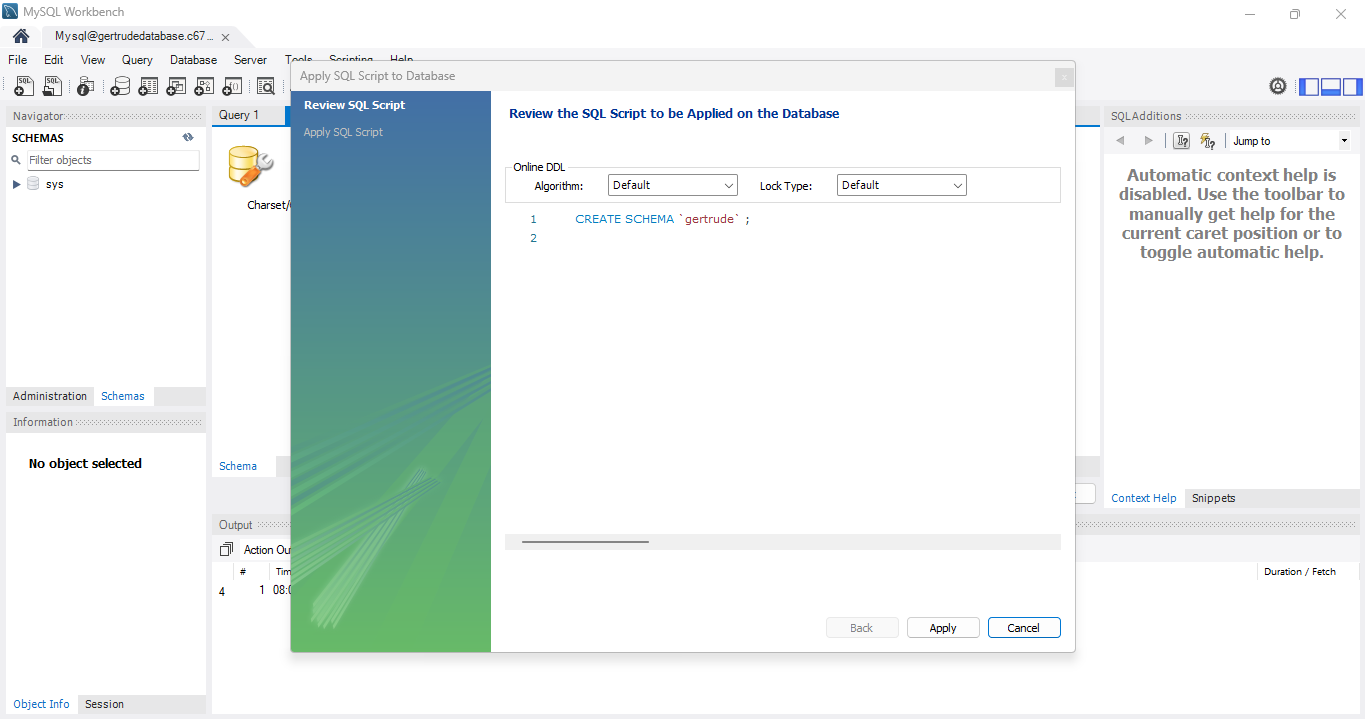 MySQL Workbench
Mysql@gertrudedatabase.c67...
File Edit View Query Database Server Tools Scripting Help
Apply SQL Script to Database
Navigator
SCHEMAS
Filter objects
sys
Administration Schemas
Information
No object selected
Object Info Session
Query 1
Charset/
Schema
Output
Action Ou
# Tim
4 1 08:0
Review SQL Script
Apply SQL Script
Review the SQL Script to be Applied on the Database
Online DDL
Algorithm: Default Lock Type: Default
1 CREATE SCHEMA `gertrude` ;
2
Back Apply Cancel
SQLAdditions
Jump to
Automatic context help is
disabled. Use the toolbar to
manually get help for the
current caret position or to
toggle automatic help.
Context Help Snippets
Duration / Fetch